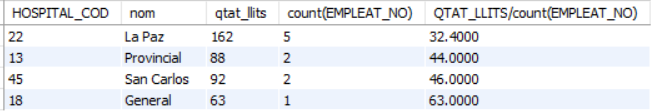 HOSPITAL_COD nom qtat_llits count(EMPLEAT_NO) QTAT_LLITS/count(EMPLEAT_NO)
22 La Paz 162 5 32.4000
13 Provincial 88 2 44.0000
45 San Carlos 92 2 46.0000
18 General 63 1 63.0000